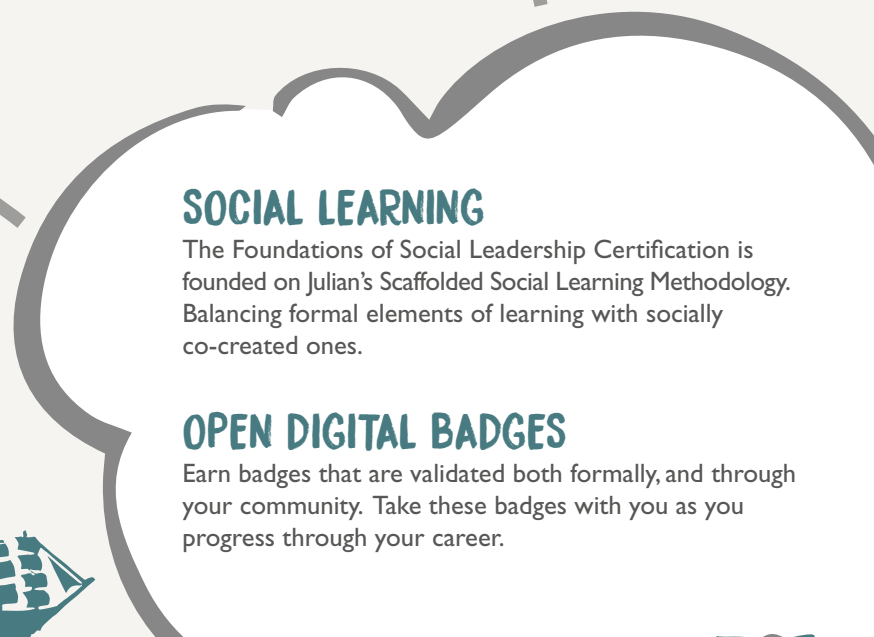 SOCIAL LEARNING
The Foundations of Social Leadership Certification is
founded on Julian's Scaffolded Social Learning Methodology.
Balancing formal elements of learning with socially
co-created ones.
OPEN DIGITAL BADGES
Earn badges that are validated both formally, and through
your community. Take these badges with you as you
progress through your career.